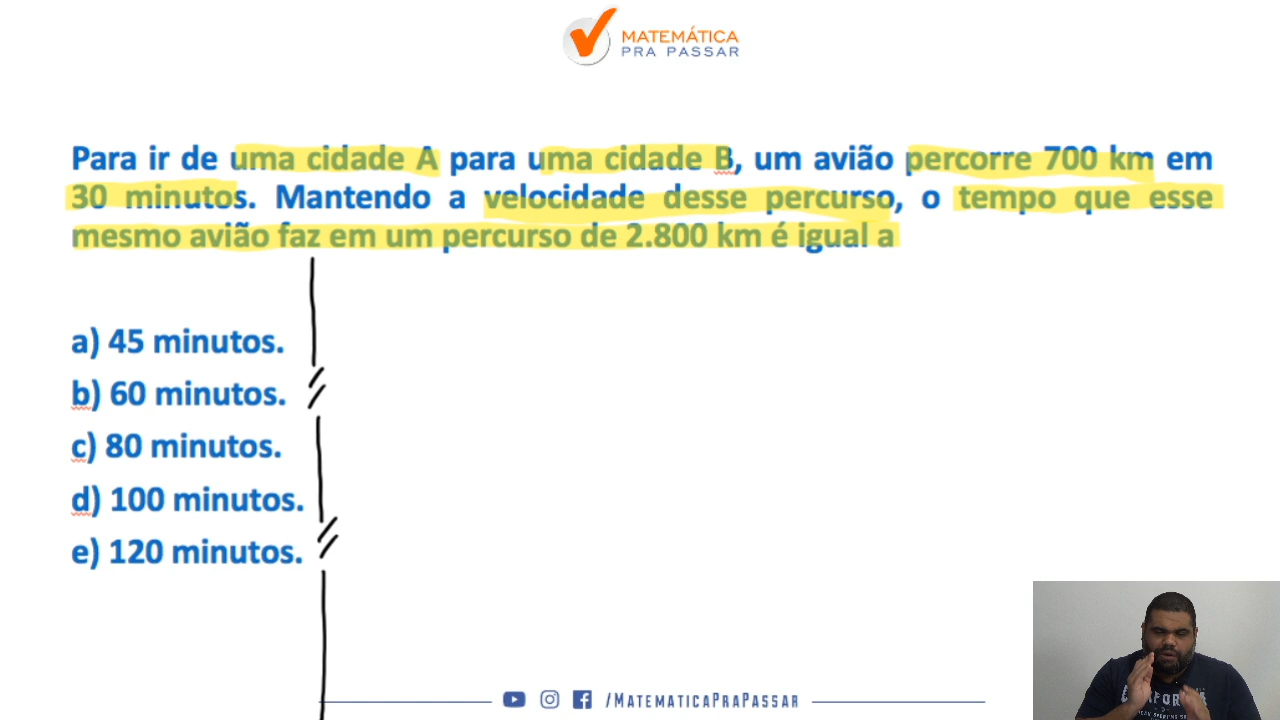 MATEMÁTICA
PRA PASSAR
Para ir de uma cidade A para uma cidade B, um avião percorre 700 km em
30 minutos. Mantendo a velocidade desse percurso, o tempo que esse
mesmo avião faz em um percurso de 2.800 km é igual a
a) 45 minutos.
b) 60 minutos.
c) 80 minutos.
d) 100 minutos.
e) 120 minutos.
/MATEMATICAPRAPASSAR